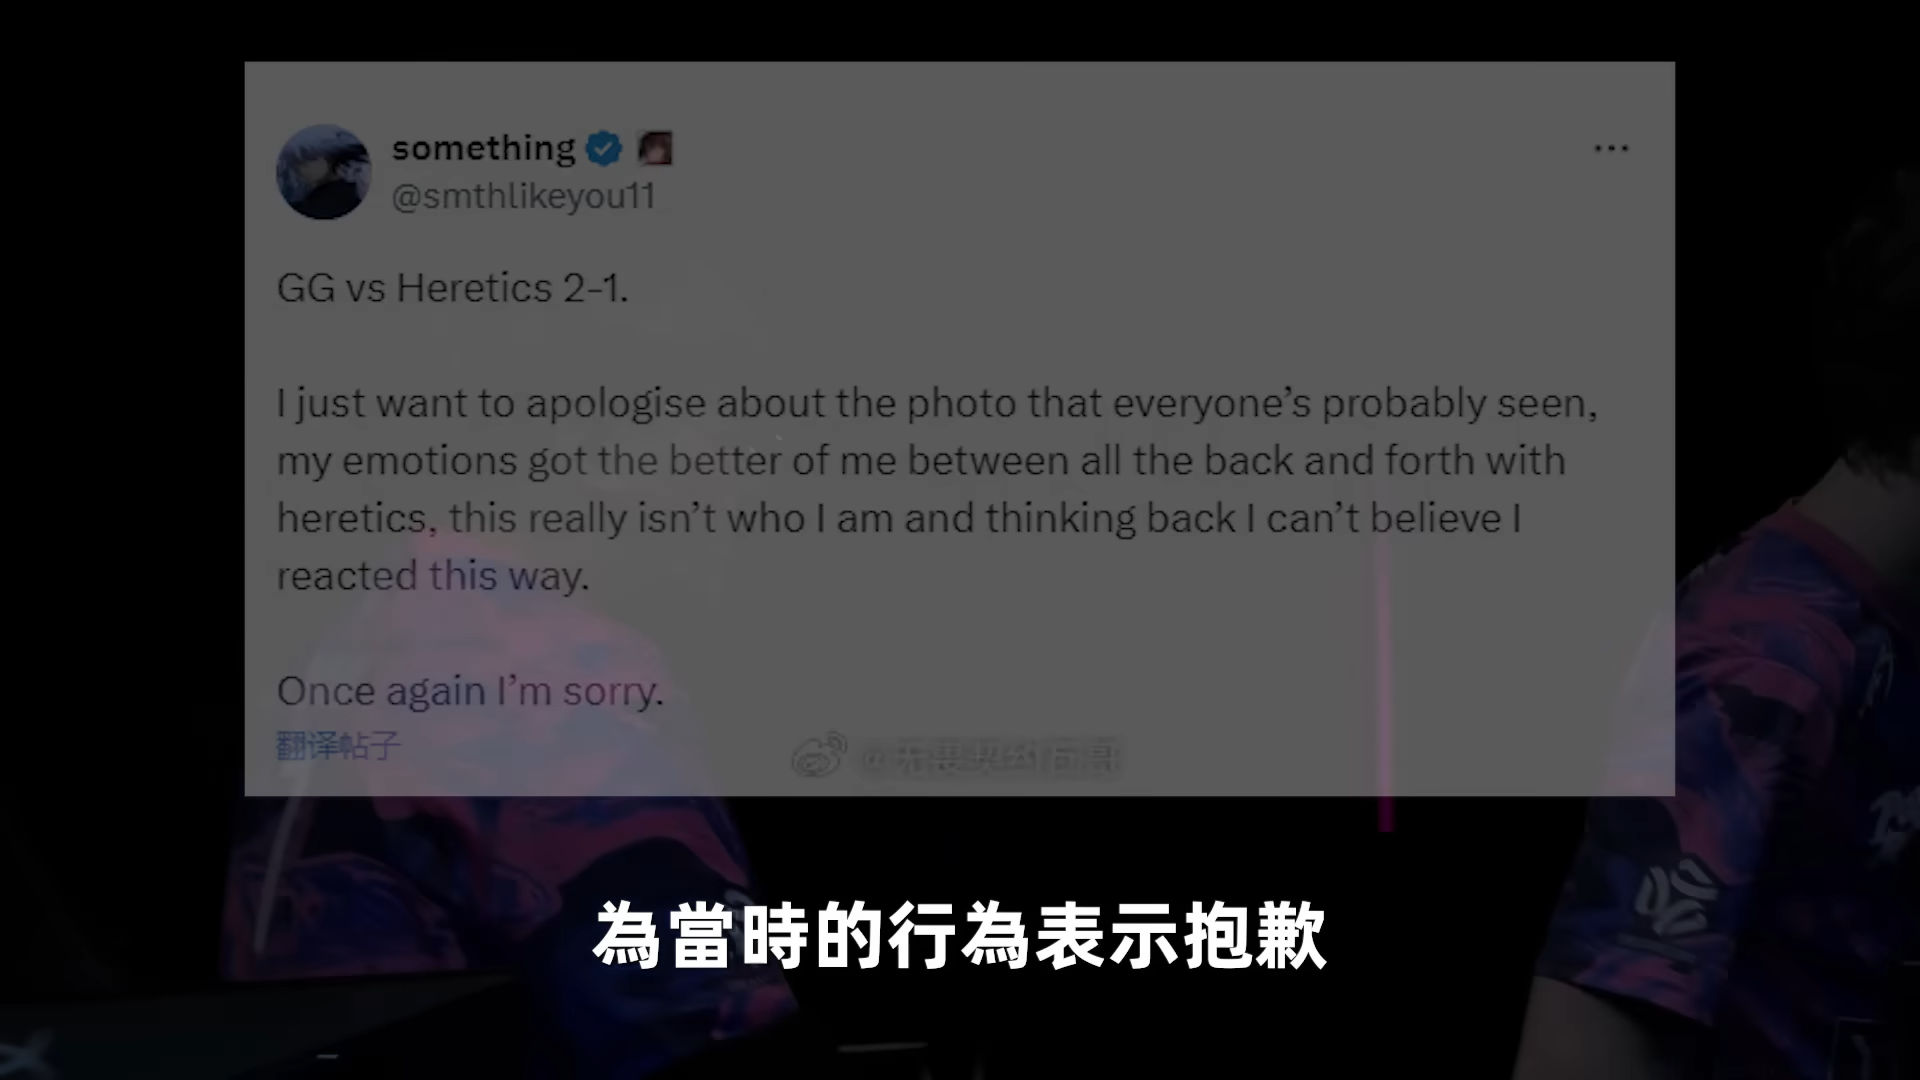 something
@smthlikeyou11
GG vs Heretics 2-1.
I just want to apologise about the photo that everyone’s probably seen,
my emotions got the better of me between all the back and forth with
heretics, this really isn’t who I am and thinking back I can’t believe I
reacted this way.
Once again I’m sorry.
翻译帖子
為當時的行為表示抱歉